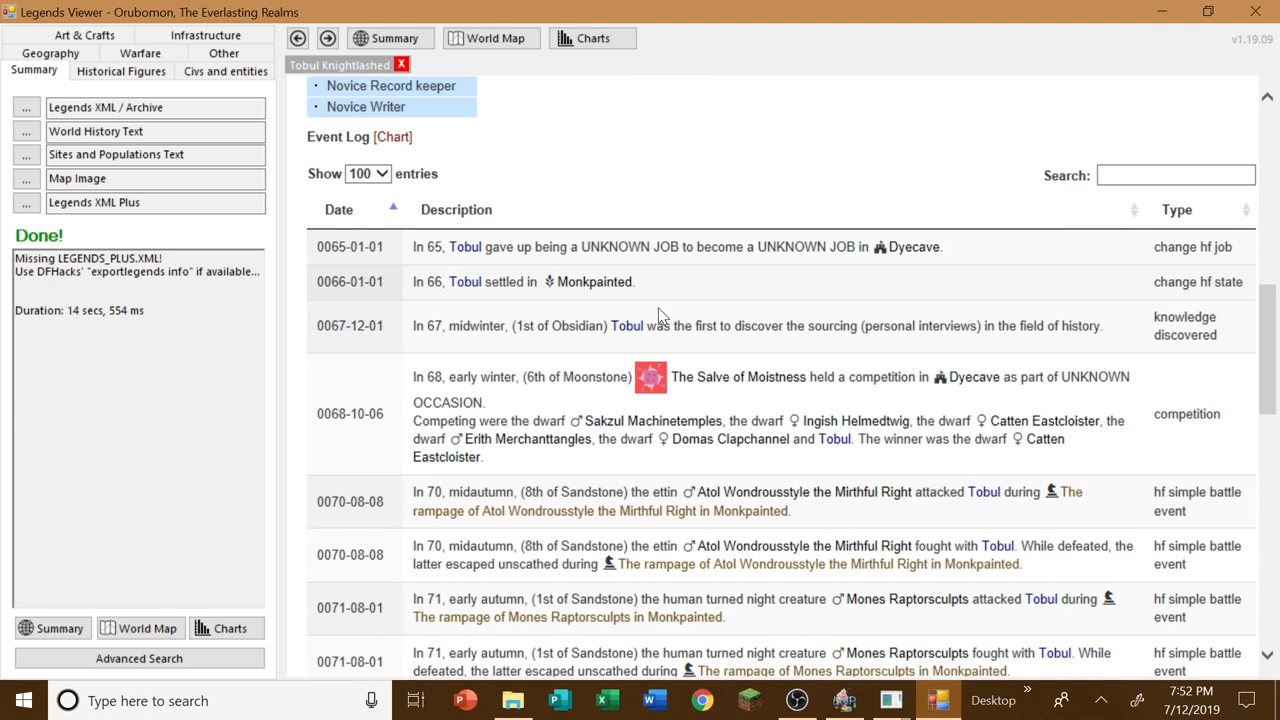 Legends Viewer - Orubomon, The Everlasting Realms
Art & Crafts Infrastructure
Geography Warfare Other
Summary Historical Figures Civs and entities
Summary World Map Charts
v1.19.09
Tobul Knightlashed X
... Legends XML / Archive
... World History Text
... Sites and Populations Text
... Map Image
... Legends XML Plus
Done!
Missing LEGENDS_PLUS.XML!
Use DFHacks' "exportlegends info" if available...
Duration: 14 secs, 554 ms
Summary World Map Charts
Advanced Search
· Novice Record keeper
· Novice Writer
Event Log [Chart]
Show 100 entries
Search:
Date Description Type
0065-01-01 In 65, Tobul gave up being a UNKNOWN JOB to become a UNKNOWN JOB in Dyecave. change hf job
0066-01-01 In 66, Tobul settled in Monkpainted. change hf state
0067-12-01 In 67, midwinter, (1st of Obsidian) Tobul was the first to discover the sourcing (personal interviews) in the field of history. knowledge
discovered
In 68, early winter, (6th of Moonstone) The Salve of Moistness held a competition in Dyecave as part of UNKNOWN
OCCASION.
0068-10-06 Competing were the dwarf ♂ Sakzul Machinetemples, the dwarf ♀ Ingish Helmedtwig, the dwarf ♀ Catten Eastcloister, the competition
dwarf ♂ Erith Merchanttangles, the dwarf ♀ Domas Clapchannel and Tobul. The winner was the dwarf ♀ Catten
Eastcloister.
0070-08-08 In 70, midautumn, (8th of Sandstone) the ettin ♂ Atol Wondrousstyle the Mirthful Right attacked Tobul during The hf simple battle
rampage of Atol Wondrousstyle the Mirthful Right in Monkpainted. event
0070-08-08 In 70, midautumn, (8th of Sandstone) the ettin ♂ Atol Wondrousstyle the Mirthful Right fought with Tobul. While defeated, the hf simple battle
latter escaped unscathed during The rampage of Atol Wondrousstyle the Mirthful Right in Monkpainted. event
0071-08-01 In 71, early autumn, (1st of Sandstone) the human turned night creature ♂ Mones Raptorsculpts attacked Tobul during hf simple battle
The rampage of Mones Raptorsculpts in Monkpainted. event
0071-08-01 In 71, early autumn, (1st of Sandstone) the human turned night creature ♂ Mones Raptorsculpts fought with Tobul. While hf simple battle
defeated, the latter escaped unscathed during The rampage of Mones Raptorsculpts in Monkpainted. event
Type here to search
Desktop »
7:52 PM
7/12/2019